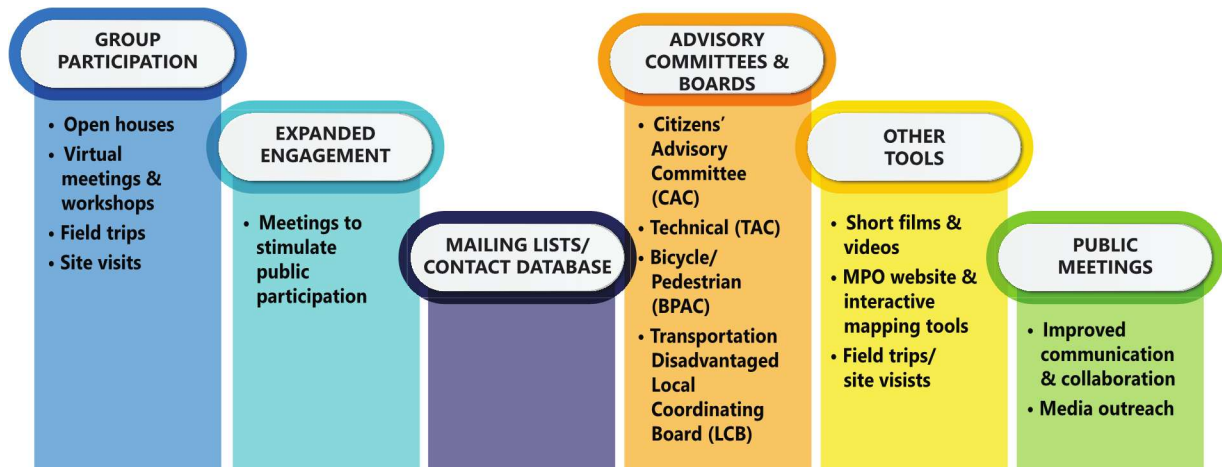 GROUP
PARTICIPATION
• Open houses
• Virtual
meetings &
workshops
• Field trips
• Site visits
EXPANDED
ENGAGEMENT
• Meetings to
stimulate
public
participation
MAILING LISTS/
CONTACT DATABASE
ADVISORY
COMMITTEES &
BOARDS
• Citizens’
Advisory
Committee
(CAC)
• Technical (TAC)
• Bicycle/
Pedestrian
(BPAC)
• Transportation
Disadvantaged
Local
Coordinating
Board (LCB)
OTHER
TOOLS
• Short films &
videos
• MPO website &
interactive
mapping tools
• Field trips/
site visists
PUBLIC
MEETINGS
• Improved
communication
& collaboration
• Media outreach